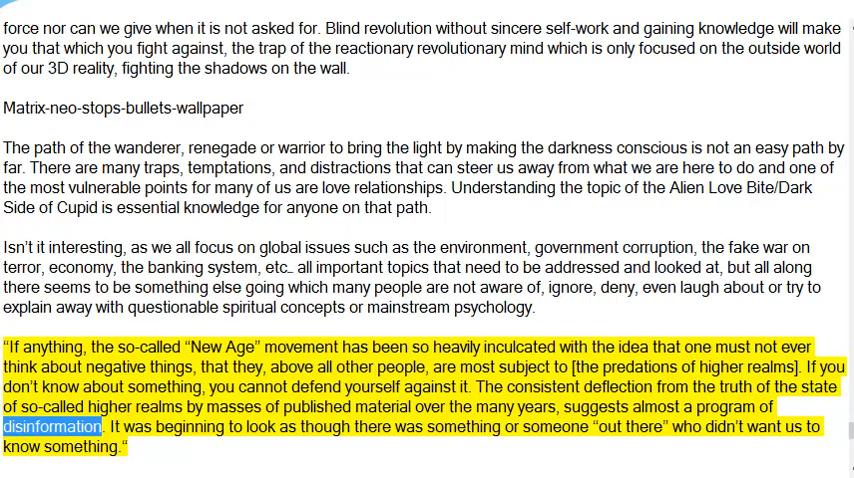 force nor can we give when it is not asked for. Blind revolution without sincere self-work and gaining knowledge will make
you that which you fight against, the trap of the reactionary revolutionary mind which is only focused on the outside world
of our 3D reality, fighting the shadows on the wall.
Matrix-neo-stops-bullets-wallpaper
The path of the wanderer, renegade or warrior to bring the light by making the darkness conscious is not an easy path by
far. There are many traps, temptations, and distractions that can steer us away from what we are here to do and one of
the most vulnerable points for many of us are love relationships. Understanding the topic of the Alien Love Bite/Dark
Side of Cupid is essential knowledge for anyone on that path.
Isn’t it interesting, as we all focus on global issues such as the environment, government corruption, the fake war on
terror, economy, the banking system, etc… all important topics that need to be addressed and looked at, but all along
there seems to be something else going which many people are not aware of, ignore, deny, even laugh about or try to
explain away with questionable spiritual concepts or mainstream psychology.
“If anything, the so-called “New Age” movement has been so heavily inculcated with the idea that one must not ever
think about negative things, that they, above all other people, are most subject to [the predations of higher realms]. If you
don’t know about something, you cannot defend yourself against it. The consistent deflection from the truth of the state
of so-called higher realms by masses of published material over the many years, suggests almost a program of
disinformation. It was beginning to look as though there was something or someone “out there” who didn’t want us to
know something.“